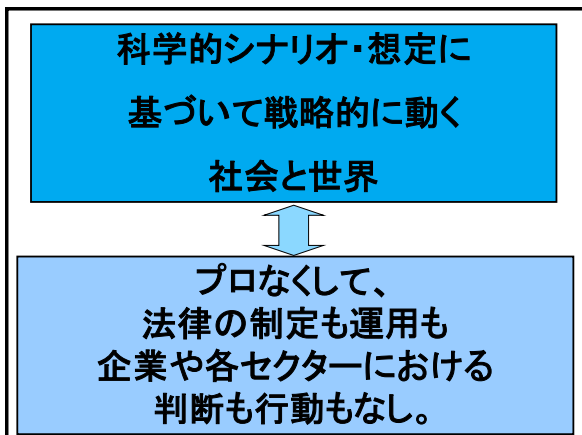 科学的シナリオ・想定に
基づいて戦略的に動く
社会と世界
プロなくして、
法律の制定も運用も
企業や各セクターにおける
判断も行動もなし。